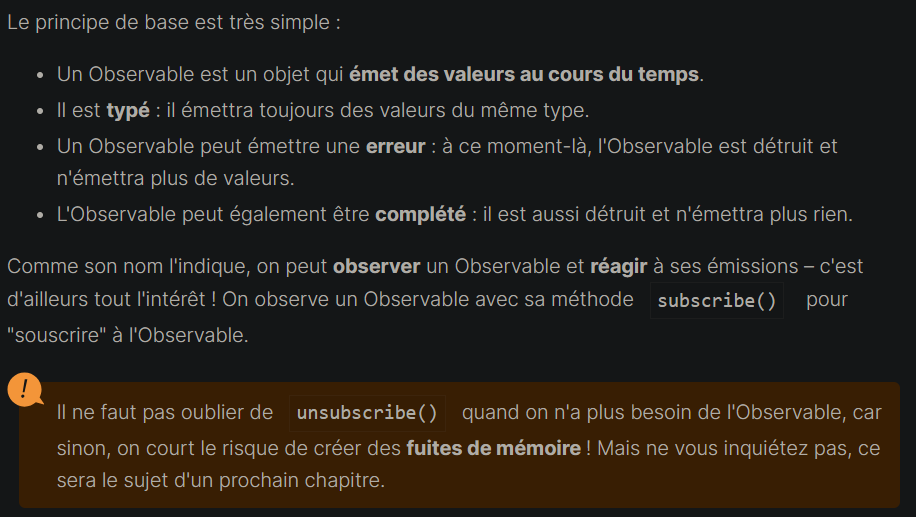 Le principe de base est très simple :
• Un Observable est un objet qui émet des valeurs au cours du temps.
• Il est typé : il émettra toujours des valeurs du même type.
• Un Observable peut émettre une erreur : à ce moment-là, l'Observable est détruit et
n'émettra plus de valeurs.
• L'Observable peut également être complété : il est aussi détruit et n'émettra plus rien.
Comme son nom l'indique, on peut observer un Observable et réagir à ses émissions – c'est
d'ailleurs tout l'intérêt ! On observe un Observable avec sa méthode subscribe() pour
"souscrire" à l'Observable.
!
Il ne faut pas oublier de unsubscribe() quand on n'a plus besoin de l'Observable, car
sinon, on court le risque de créer des fuites de mémoire ! Mais ne vous inquiétez pas, ce
sera le sujet d'un prochain chapitre.